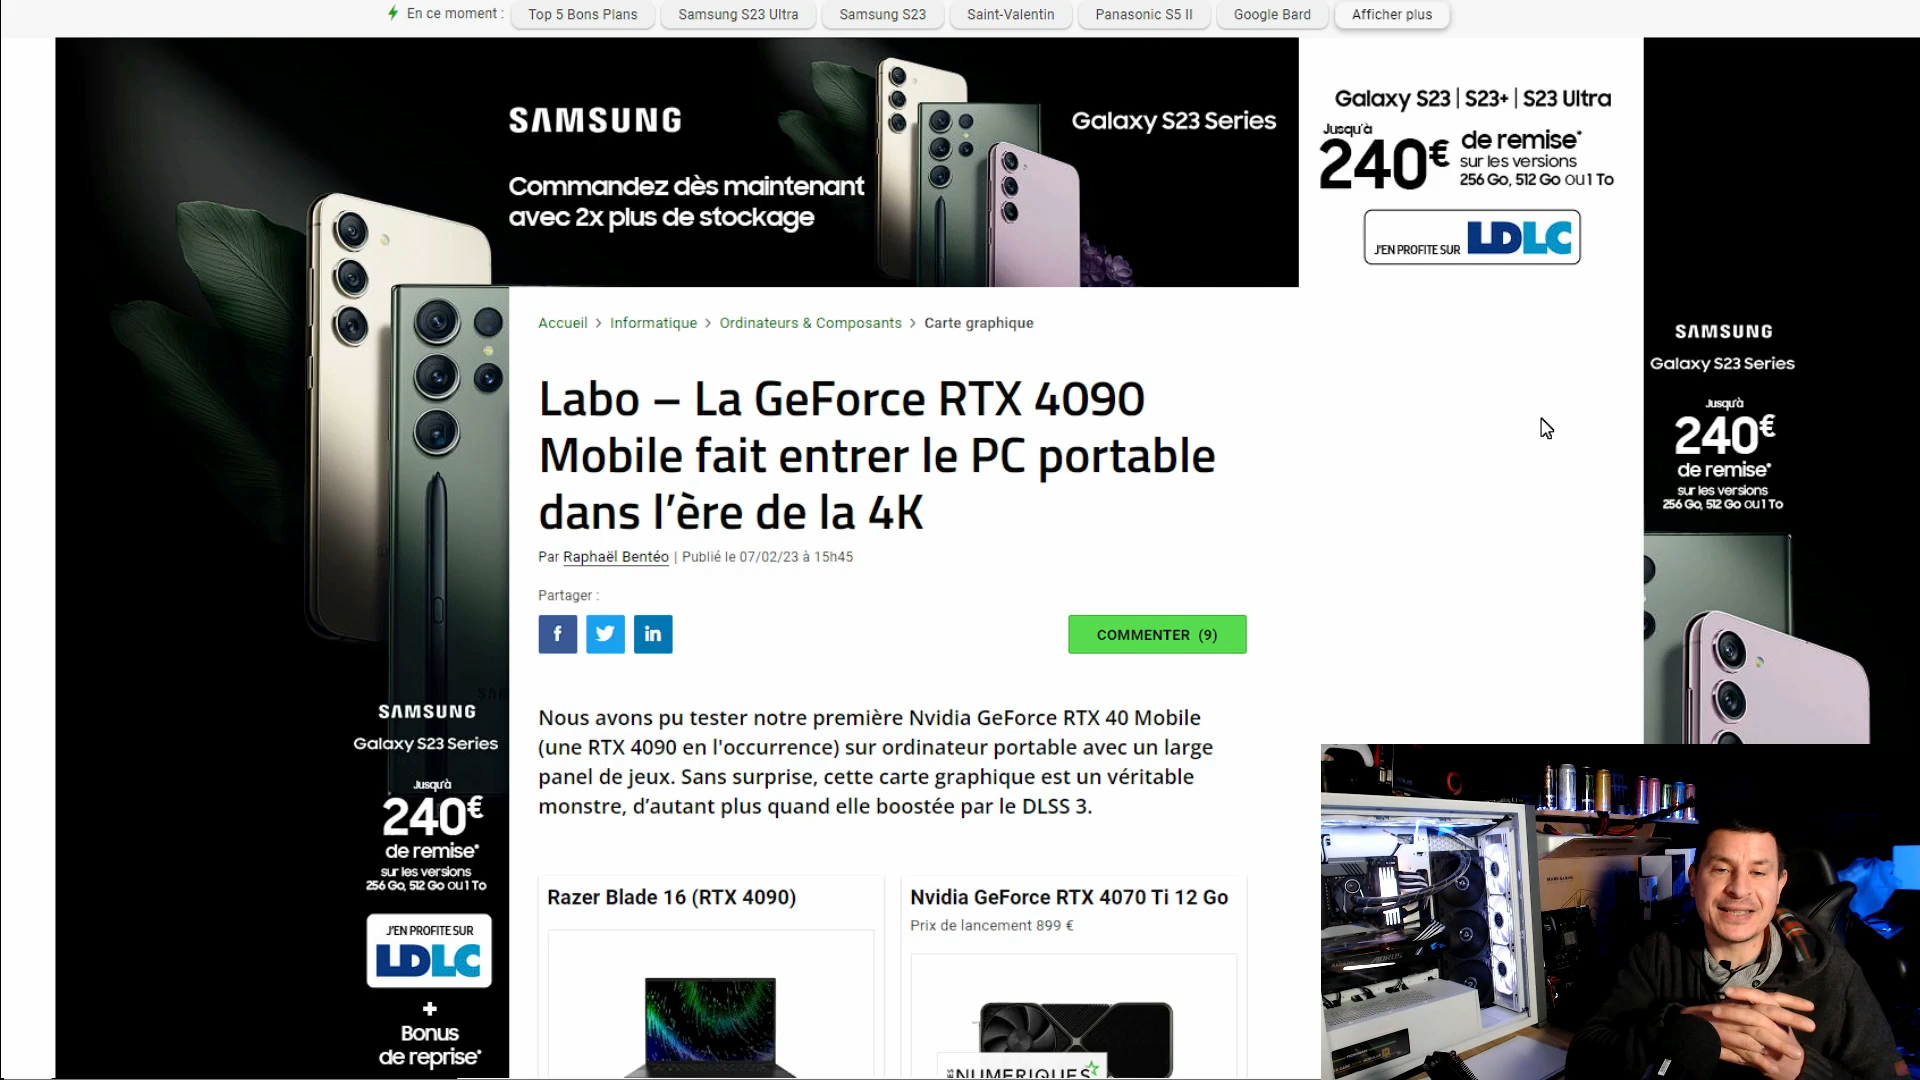 En ce moment :
Top 5 Bons Plans
Samsung S23 Ultra
Samsung S23
Saint-Valentin
Panasonic S5 II
Google Bard
Afficher plus
SAMSUNG
Commandez dès maintenant
avec 2x plus de stockage
Galaxy S23 Series
Galaxy S23 | S23+ | S23 Ultra
Jusqu'à
240€
de remise*
sur les versions
256 Go, 512 Go ou 1 To
J'EN PROFITE SUR LDLC
Accueil > Informatique > Ordinateurs & Composants > Carte graphique
Labo – La GeForce RTX 4090
Mobile fait entrer le PC portable
dans l’ère de la 4K
Par Raphaël Bentéo | Publié le 07/02/23 à 15h45
Partager :
f
in
COMMENTER (9)
Nous avons pu tester notre première Nvidia GeForce RTX 40 Mobile
(une RTX 4090 en l'occurrence) sur ordinateur portable avec un large
panel de jeux. Sans surprise, cette carte graphique est un véritable
monstre, d’autant plus quand elle boostée par le DLSS 3.
Razer Blade 16 (RTX 4090)
Nvidia GeForce RTX 4070 Ti 12 Go
Prix de lancement 899 €
NUMERIQUES
SAMSUNG
Galaxy S23 Series
Jusqu'à
240€
de remise*
sur les versions
256 Go, 512 Go ou 1 To
J'EN PROFITE SUR
LDLC
+
Bonus
de reprise*
SAMSUNG
Galaxy S23 Series
Jusqu'à
240€
de remise*
sur les versions
256 Go, 512 Go ou 1 To
AORUS